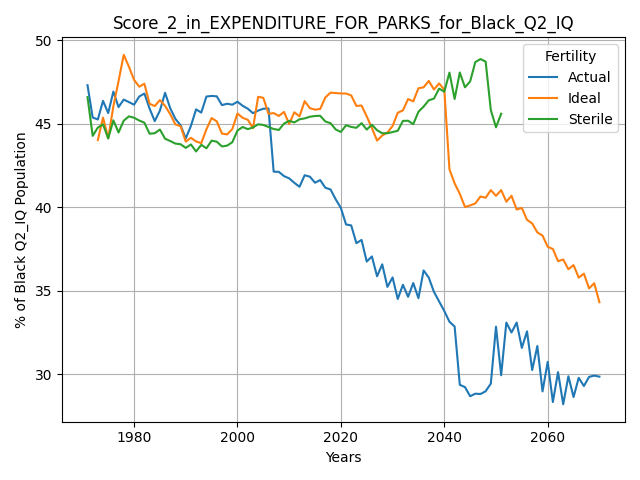 Score_2_in_EXPENDITURE_FOR_PARKS_for_Black_Q2_IQ
% of Black Q2_IQ Population
50
45
40
35
30
1980
2000
2020
2040
2060
Years
Fertility
Actual
Ideal
Sterile